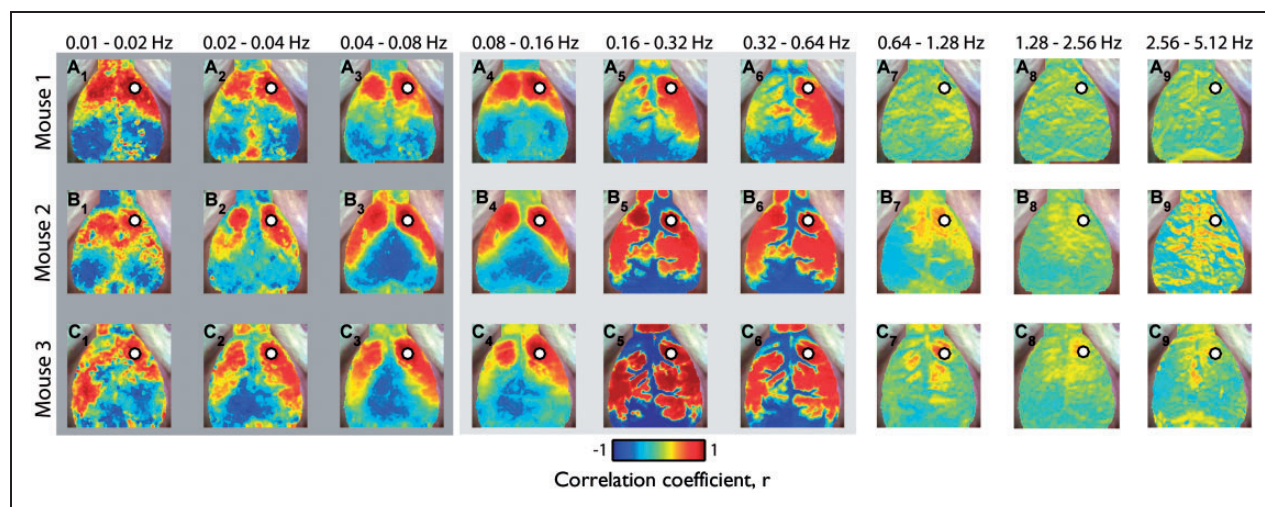 0.01 - 0.02 Hz 0.02 - 0.04 Hz 0.04 - 0.08 Hz 0.08 - 0.16 Hz 0.16 - 0.32 Hz 0.32 - 0.64 Hz 0.64 - 1.28 Hz 1.28 - 2.56 Hz 2.56 - 5.12 Hz
Mouse 1
A1 A2 A3 A4 A5 A6 A7 A8 A9
Mouse 2
B1 B2 B3 B4 B5 B6 B7 B8 B9
Mouse 3
C1 C2 C3 C4 C5 C6 C7 C8 C9
-1 1
Correlation coefficient, r